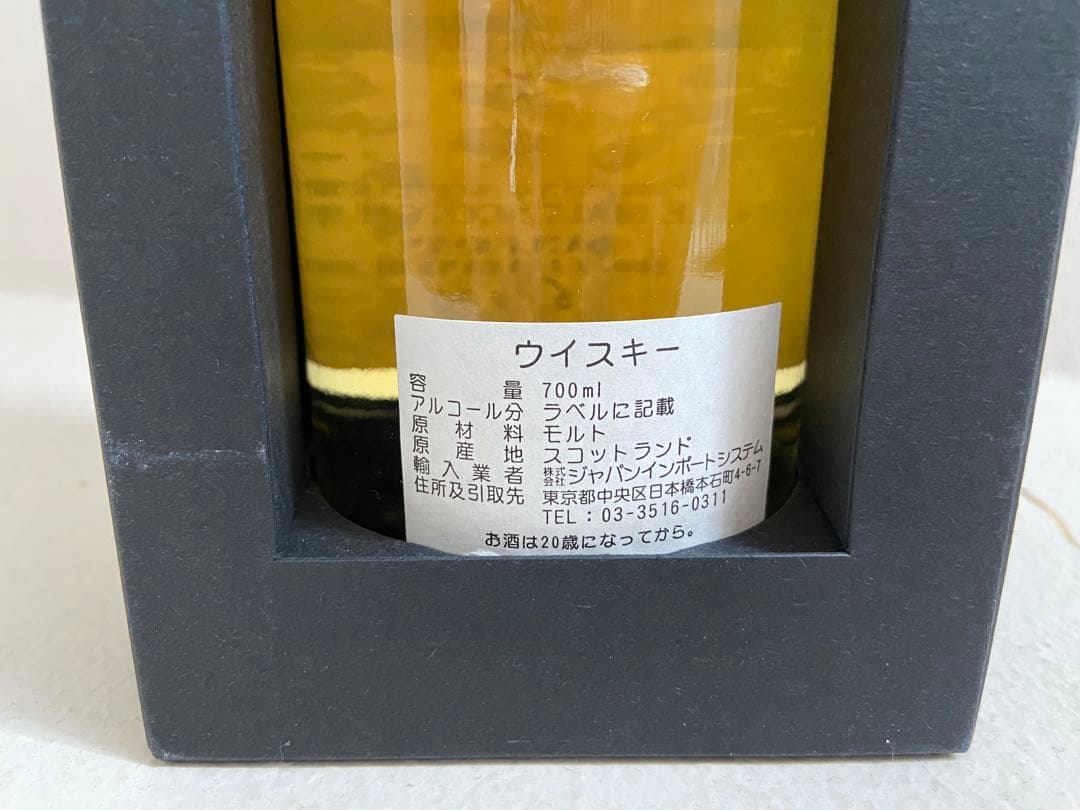 ウイスキー
容量 700ml
アルコール分 ラベルに記載
原材料 モルト
原産地 スコットランド
輸入業者 株式会社ジャパンインポートシステム
住所及引取先 東京都中央区日本橋本石町4-6-7
TEL：03-3516-0311
お酒は20歳になってから。